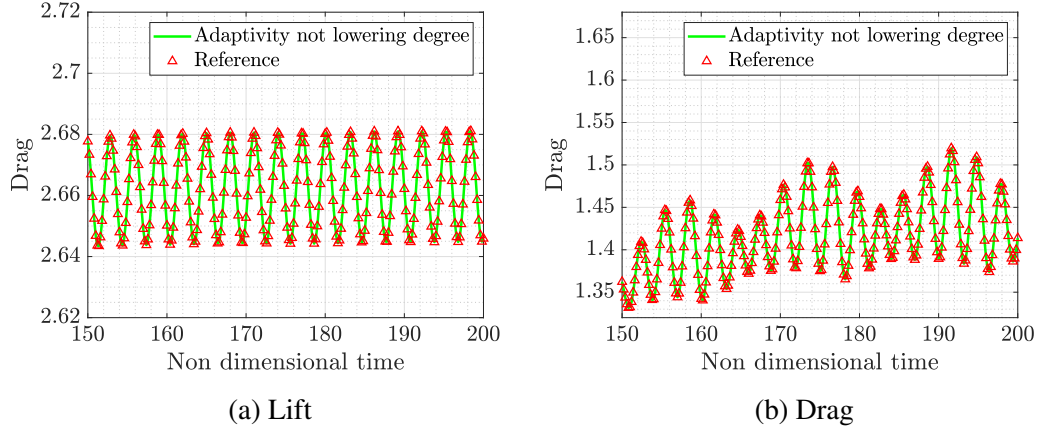 2.72
2.7
2.68
2.66
2.64
2.62
150 160 170 180 190 200
Drag
Non dimensional time
Adaptivity not lowering degree
Reference
(a) Lift
1.65
1.6
1.55
1.5
1.45
1.4
1.35
150 160 170 180 190 200
Drag
Non dimensional time
Adaptivity not lowering degree
Reference
(b) Drag